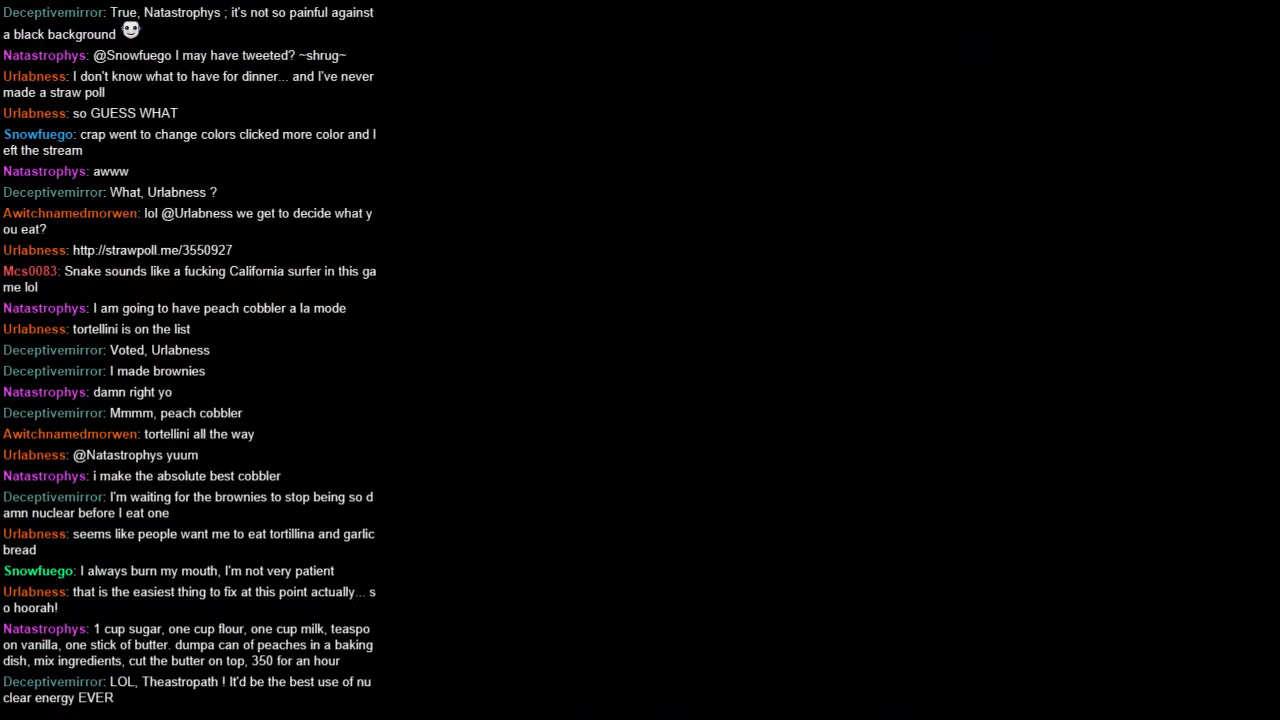 Deceptivemirror: True, Natastrophys ; it's not so painful against
a black background
Natastrophys: @Snowfuego I may have tweeted? ~shrug~
Urlabness: I don't know what to have for dinner... and I've never
made a straw poll
Urlabness: so GUESS WHAT
Snowfuego: crap went to change colors clicked more color and l
eft the stream
Natastrophys: awww
Deceptivemirror: What, Urlabness ?
Awitchnamedmorwen: lol @Urlabness we get to decide what y
ou eat?
Urlabness: http://strawpoll.me/3550927
Mcs0083: Snake sounds like a fucking California surfer in this ga
me lol
Natastrophys: I am going to have peach cobbler a la mode
Urlabness: tortellini is on the list
Deceptivemirror: Voted, Urlabness
Deceptivemirror: I made brownies
Natastrophys: damn right yo
Deceptivemirror: Mmmm, peach cobbler
Awitchnamedmorwen: tortellini all the way
Urlabness: @Natastrophys yuum
Natastrophys: i make the absolute best cobbler
Deceptivemirror: I'm waiting for the brownies to stop being so d
amn nuclear before I eat one
Urlabness: seems like people want me to eat tortillina and garlic
bread
Snowfuego: I always burn my mouth, I'm not very patient
Urlabness: that is the easiest thing to fix at this point actually... s
o hoorah!
Natastrophys: 1 cup sugar, one cup flour, one cup milk, teaspo
on vanilla, one stick of butter. dumpa can of peaches in a baking
dish, mix ingredients, cut the butter on top, 350 for an hour
Deceptivemirror: LOL, Theastropath ! It'd be the best use of nu
clear energy EVER